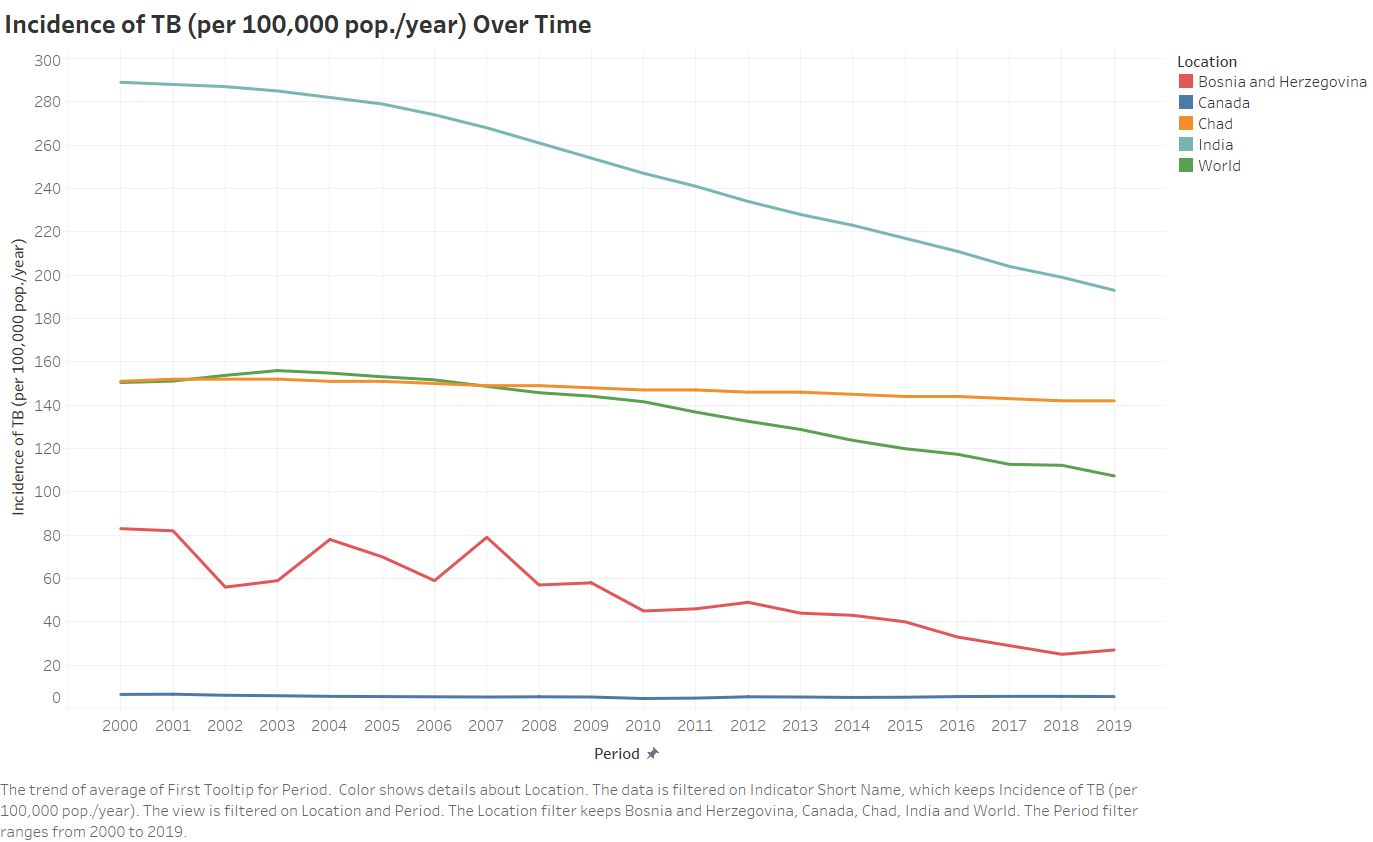 Incidence of TB (per 100,000 pop./year) Over Time
Location
Bosnia and Herzegovina
Canada
Chad
India
World
Incidence of TB (per 100,000 pop./year)
300
280
260
240
220
200
180
160
140
120
100
80
60
40
20
0
2000 2001 2002 2003 2004 2005 2006 2007 2008 2009 2010 2011 2012 2013 2014 2015 2016 2017 2018 2019
Period
The trend of average of First Tooltip for Period.  Color shows details about Location. The data is filtered on Indicator Short Name, which keeps Incidence of TB (per
100,000 pop./year). The view is filtered on Location and Period. The Location filter keeps Bosnia and Herzegovina, Canada, Chad, India and World. The Period filter
ranges from 2000 to 2019.